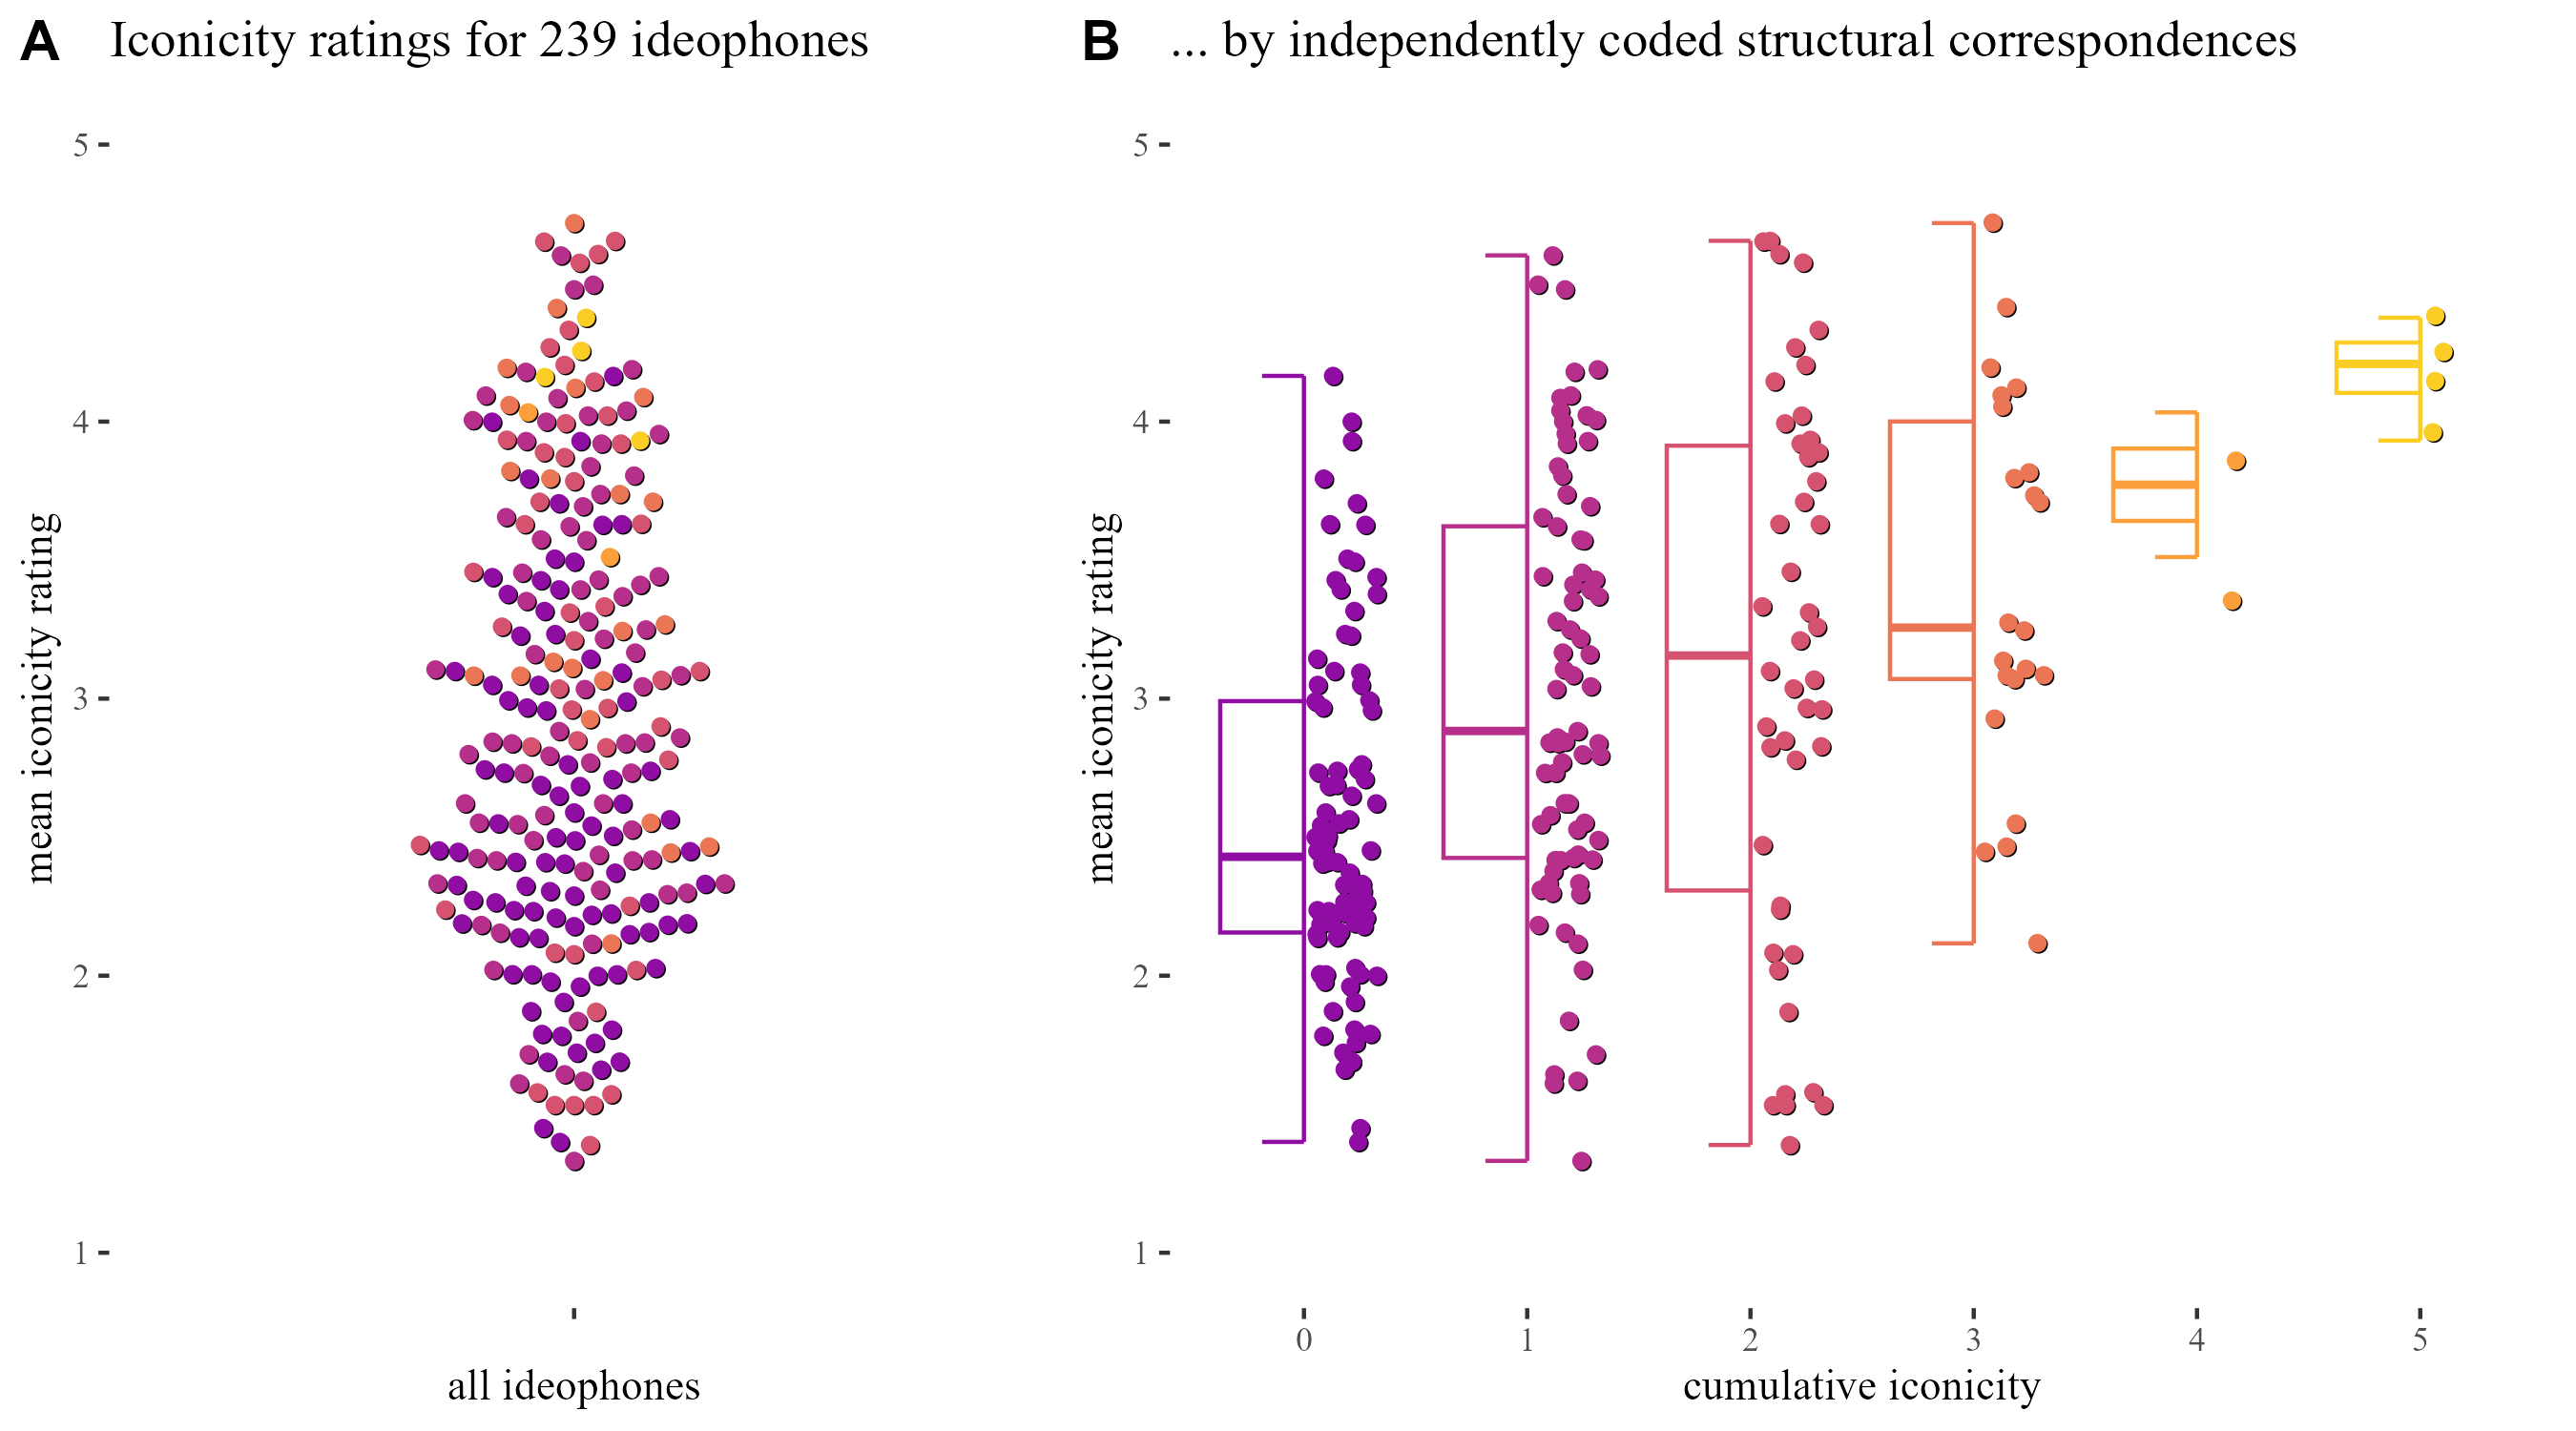 A Iconicity ratings for 239 ideophones
5
4
3
2
1
mean iconicity rating
all ideophones
B ... by independently coded structural correspondences
5
4
3
2
1
mean iconicity rating
0 1 2 3 4 5
cumulative iconicity